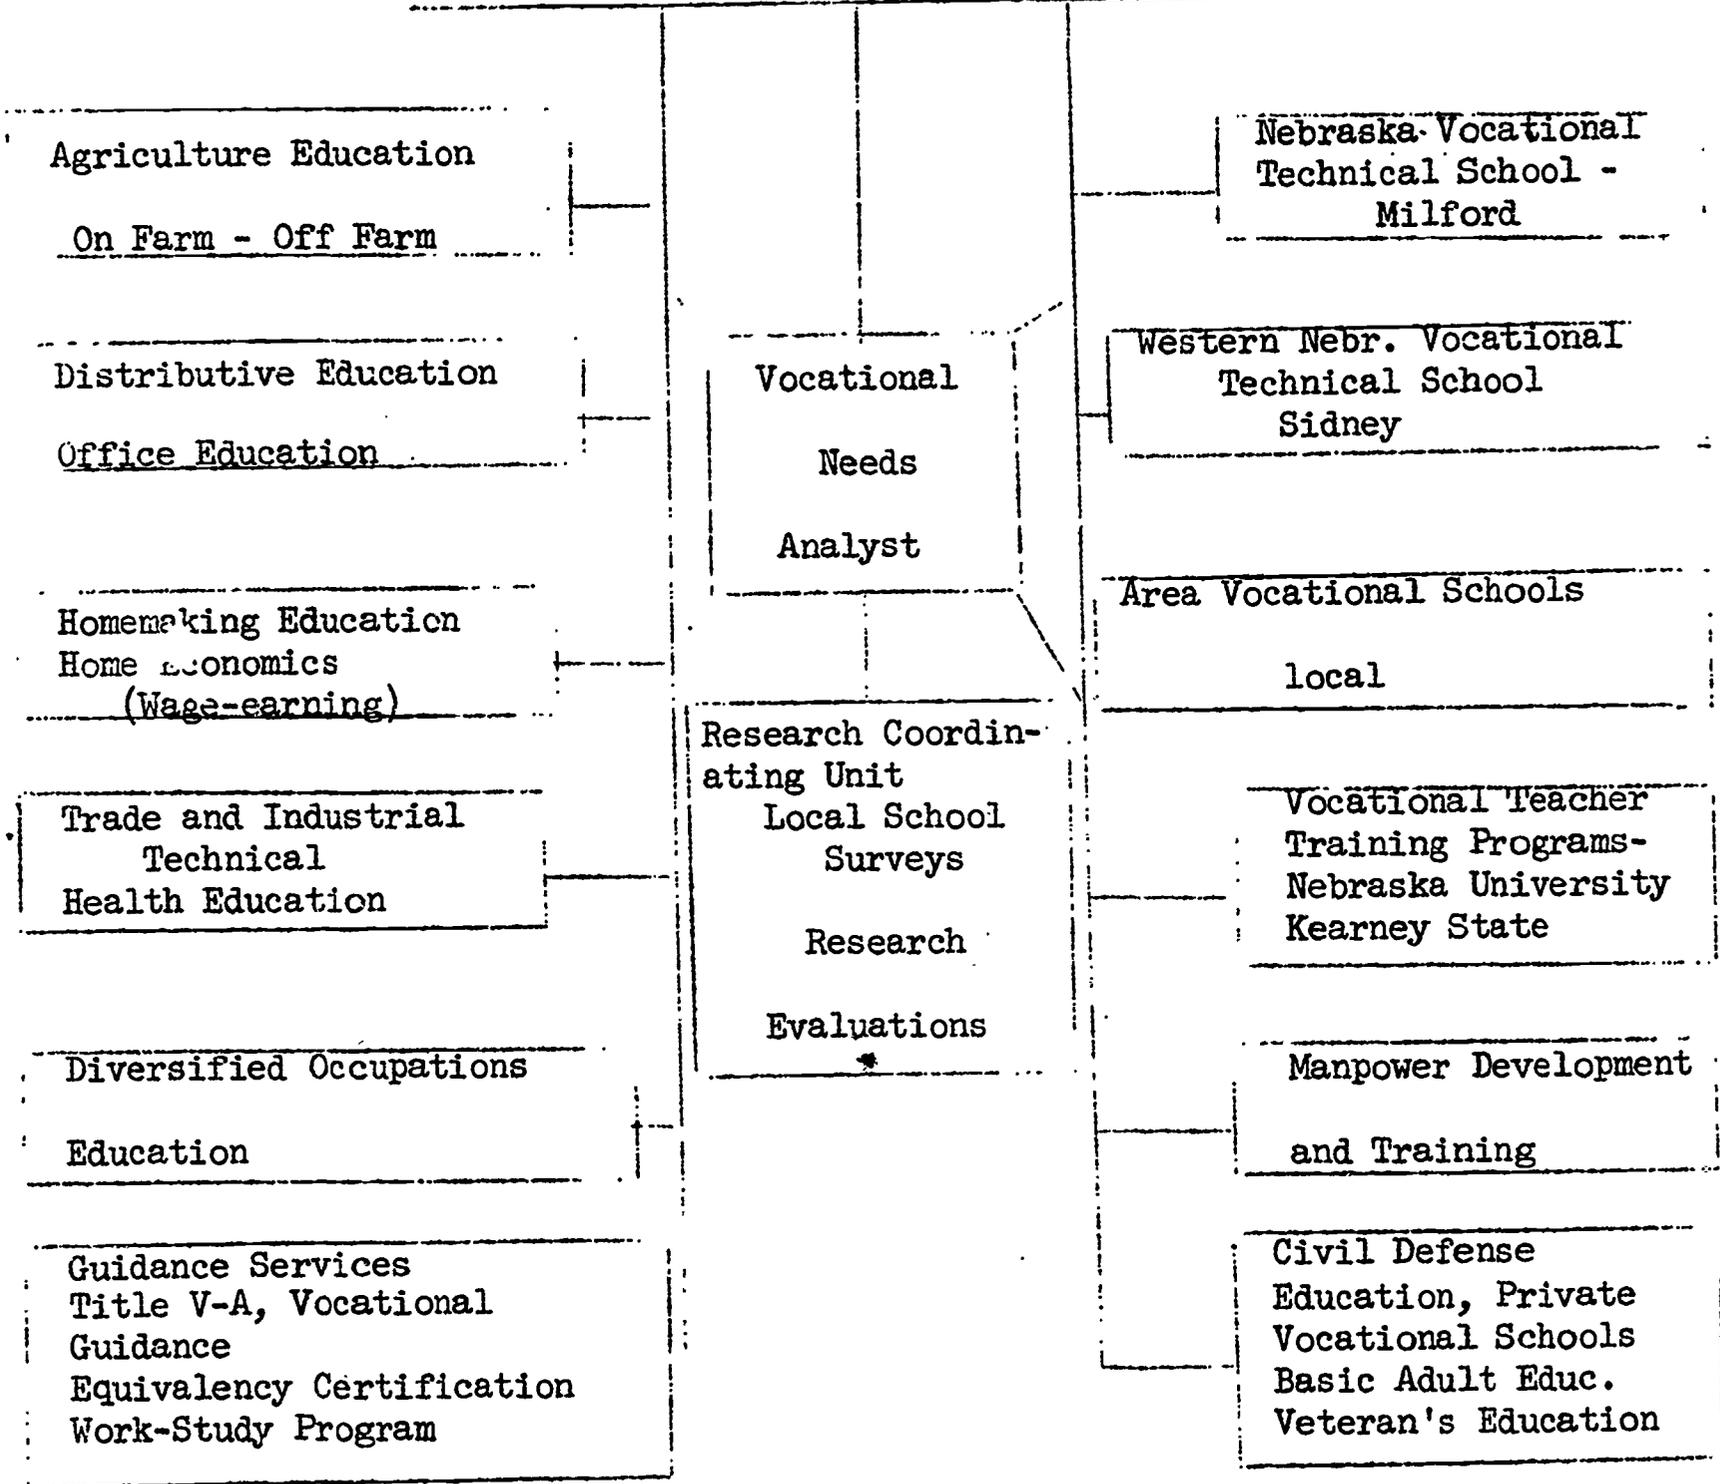 Agriculture Education
On Farm - Off Farm
Distributive Education
Office Education
Homemaking Education
Home Economics
(Wage-earning)
Trade and Industrial
Technical
Health Education
Diversified Occupations
Education
Guidance Services
Title V-A, Vocational
Guidance
Equivalency Certification
Work-Study Program
Vocational
Needs
Analyst
Research Coordin-
ating Unit
Local School
Surveys
Research
Evaluations
Nebraska Vocational
Technical School -
Milford
Western Nebr. Vocational
Technical School
Sidney
Area Vocational Schools
local
Vocational Teacher
Training Programs-
Nebraska University
Kearney State
Manpower Development
and Training
Civil Defense
Education, Private
Vocational Schools
Basic Adult Educ.
Veteran's Education